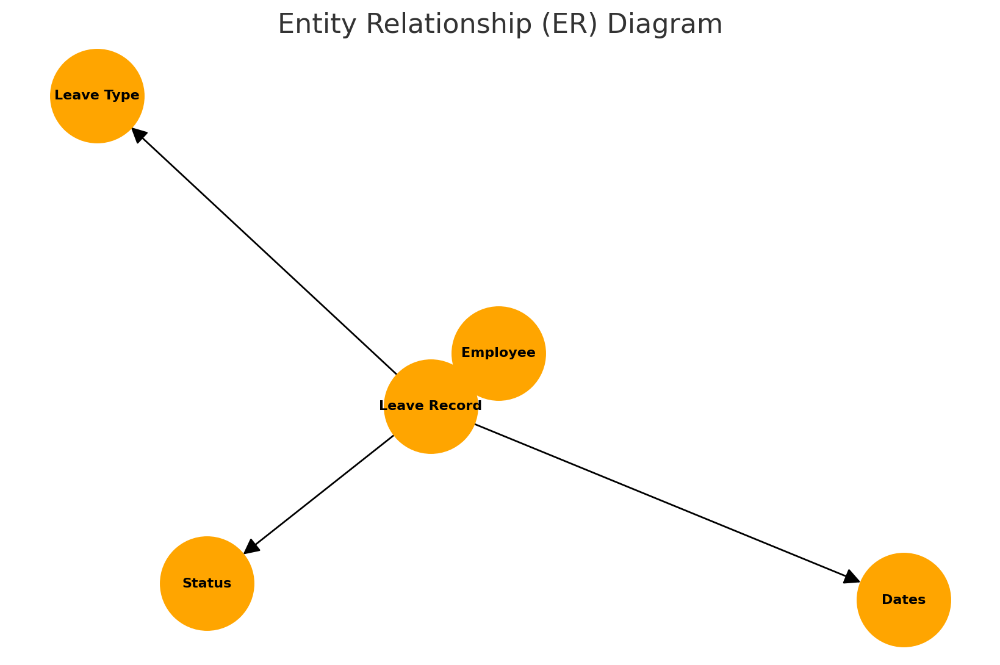 Entity Relationship (ER) Diagram
Leave Type
Employee
Leave Record
Status
Dates